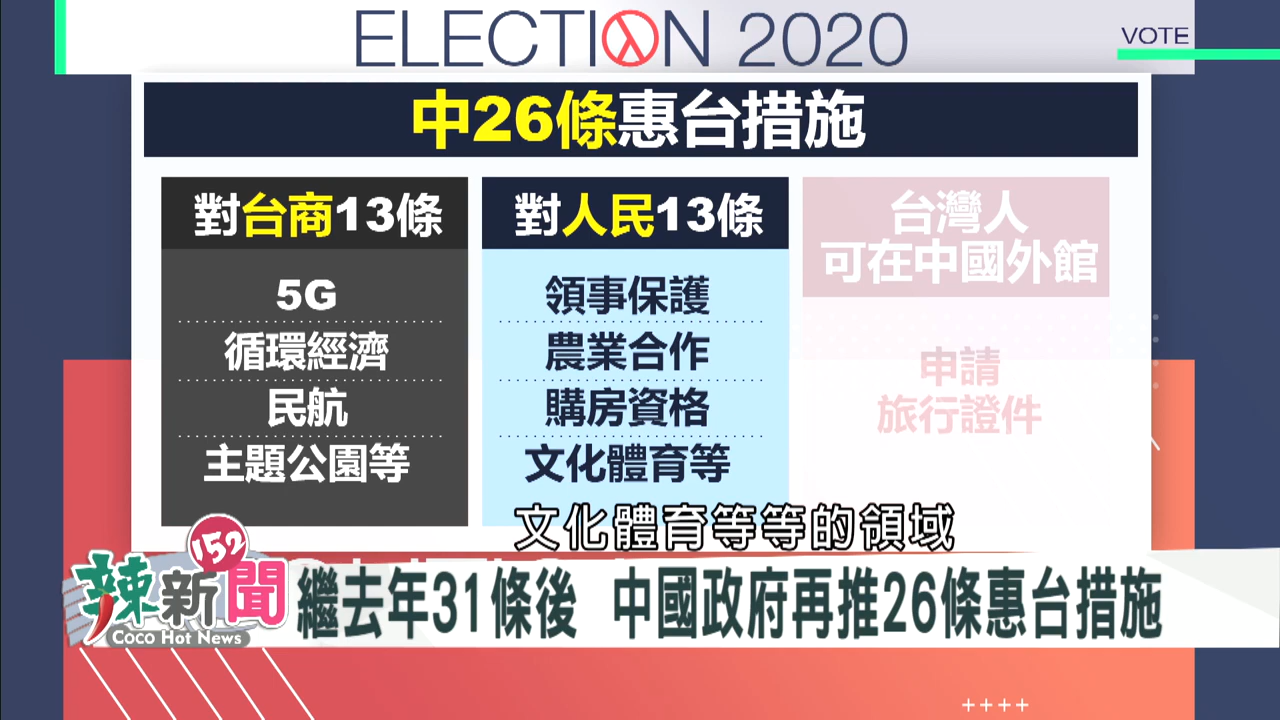 ELECTION 2020
VOTE
中26條惠台措施
對台商13條
5G
循環經濟
民航
主題公園等
對人民13條
領事保護
農業合作
購房資格
文化體育等
台灣人
可在中國外館
申請
旅行證件
文化體育等等的領域
152
辣新聞
Coco Hot News
繼去年31條後 中國政府再推26條惠台措施